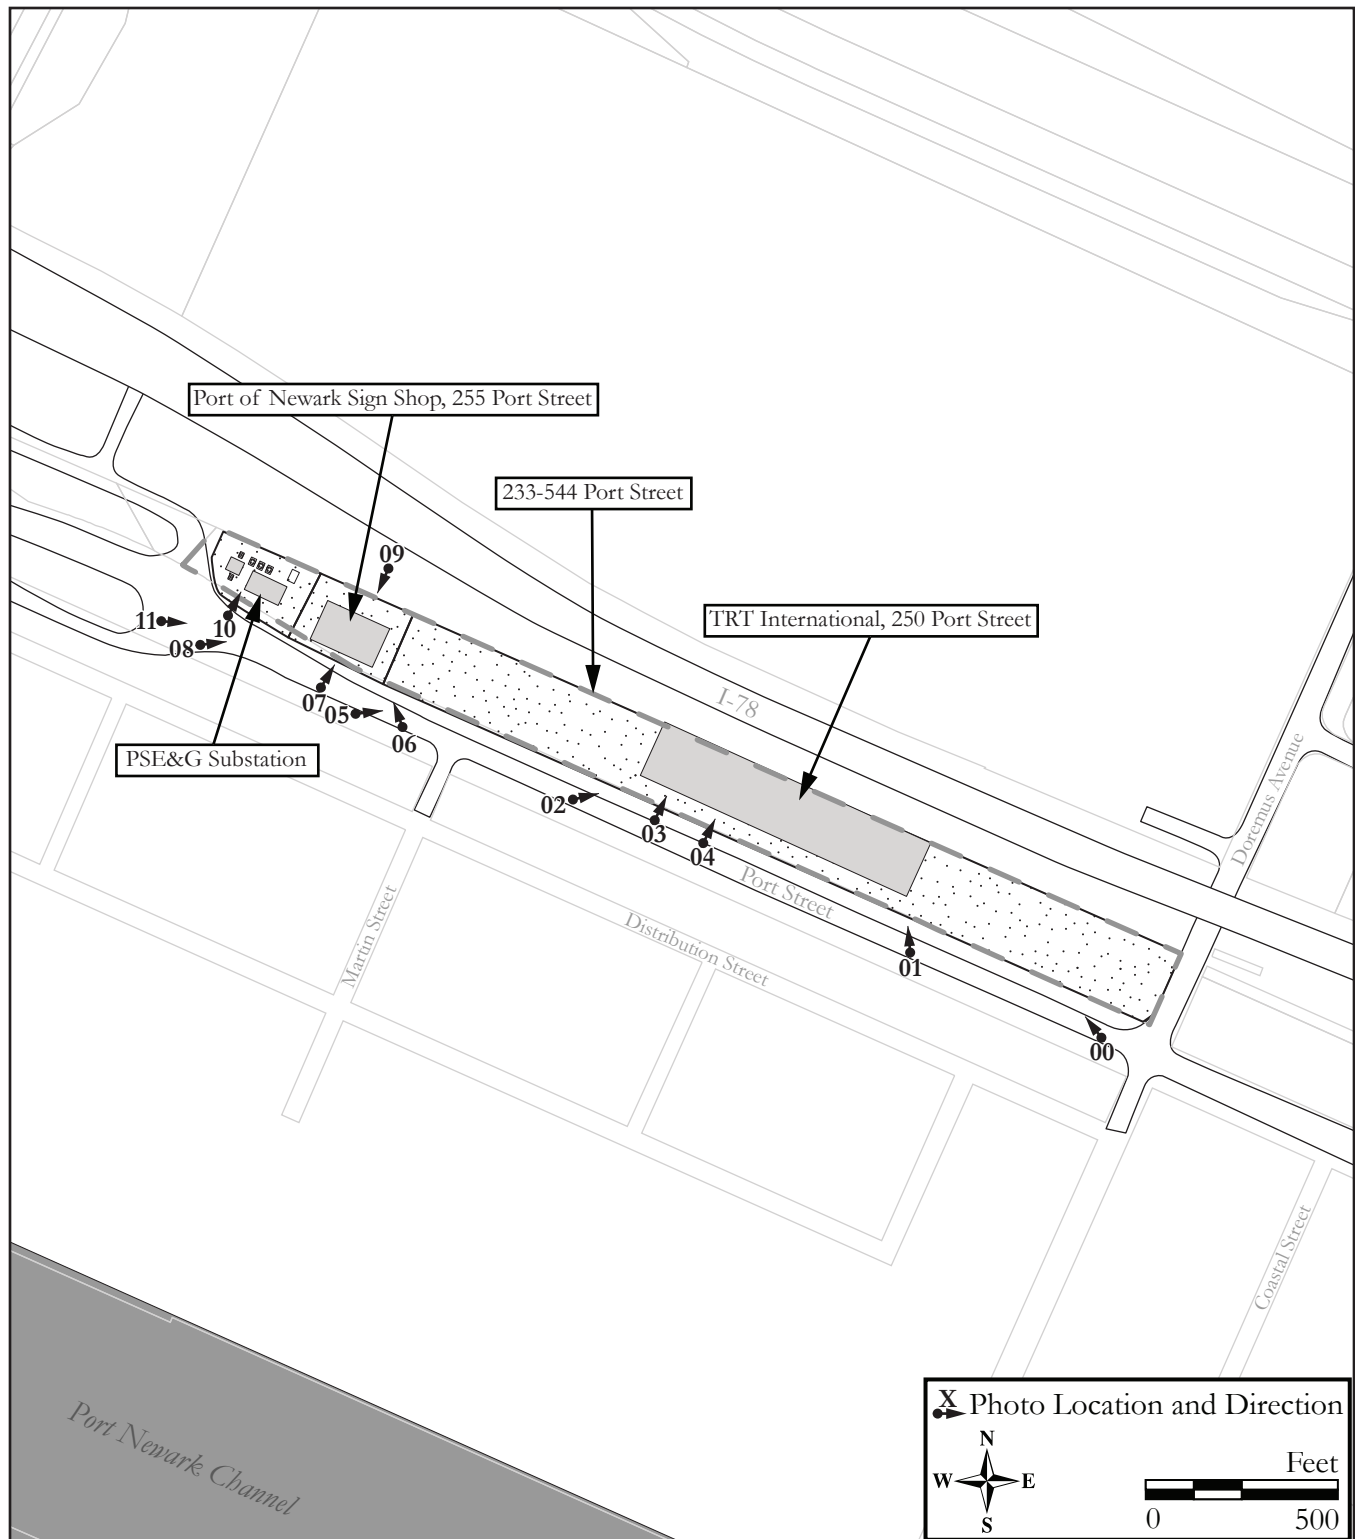 Port of Newark Sign Shop, 255 Port Street
233-544 Port Street
09
TRT International, 250 Port Street
11
10
08
I-78
07
05
06
PSE&G Substation
Doremus Avenue
02
03
04
Port Street
Martin Street
Distribution Street
01
00
Coastal Street
Port Newark Channel
X Photo Location and Direction
N
W E
S
Feet
0 500